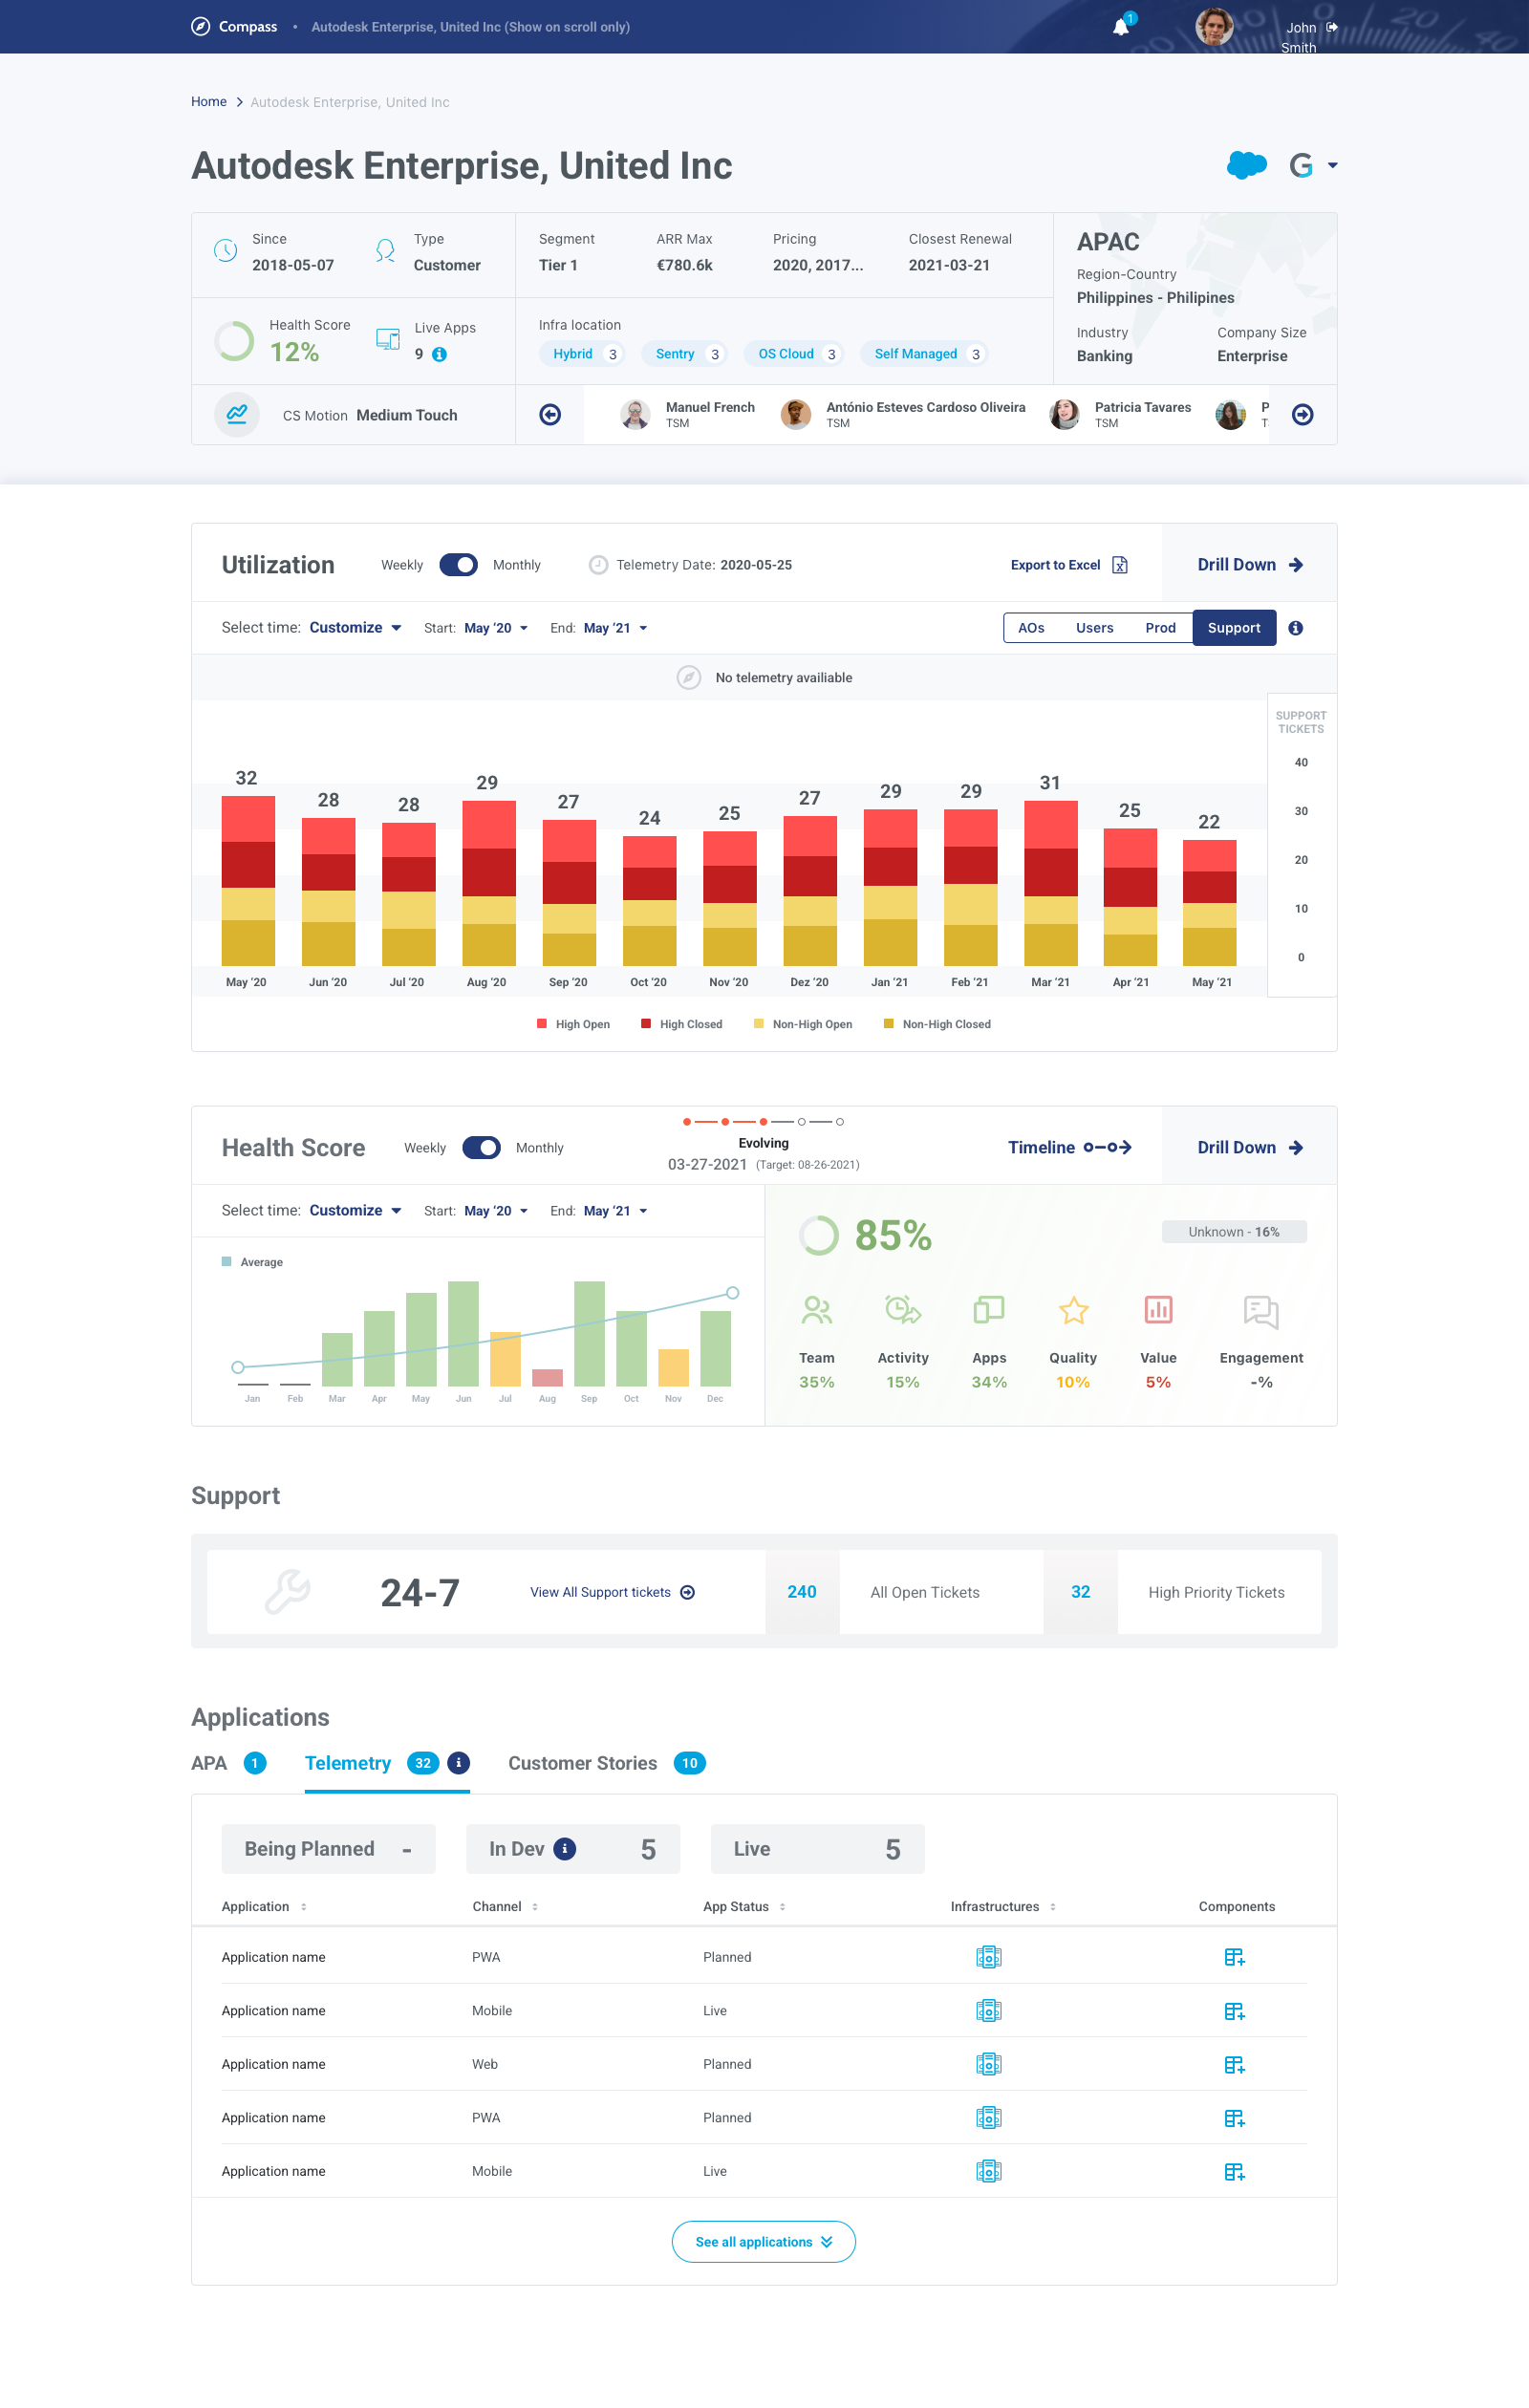 Compass • Autodesk Enterprise, United Inc (Show on scroll only) 1 John
Smith
Home Autodesk Enterprise, United Inc
Autodesk Enterprise, United Inc
Since Type Segment ARR Max Pricing Closest Renewal
2018-05-07 Customer Tier 1 €780.6k 2020, 2017... 2021-03-21
APAC
Region-Country
Philippines - Philipines
Industry Company Size
Banking Enterprise
Health Score Live Apps Infra location
12% 9 Hybrid 3 Sentry 3 OS Cloud 3 Self Managed 3
CS Motion Medium Touch
Manuel French António Esteves Cardoso Oliveira Patricia Tavares P
TSM TSM TSM T
Utilization Weekly Monthly Telemetry Date: 2020-05-25 Export to Excel Drill Down
Select time: Customize Start: May ‘20 End: May ‘21 AOs Users Prod Support
No telemetry availiable
SUPPORT
TICKETS
40
30
20
10
0
32 28 28 29 27 24 25 27 29 29 31 25 22
May ‘20 Jun ‘20 Jul ‘20 Aug ‘20 Sep ‘20 Oct ‘20 Nov ‘20 Dez ‘20 Jan ‘21 Feb ‘21 Mar ‘21 Apr ‘21 May ‘21
High Open High Closed Non-High Open Non-High Closed
Health Score Weekly Monthly Evolving Timeline Drill Down
03-27-2021 (Target: 08-26-2021)
Select time: Customize Start: May ‘20 End: May ‘21
Average
Jan Feb Mar Apr May Jun Jul Aug Sep Oct Nov Dec
85% Unknown - 16%
Team Activity Apps Quality Value Engagement
35% 15% 34% 10% 5% -%
Support
24-7 View All Support tickets 240 All Open Tickets 32 High Priority Tickets
Applications
APA 1 Telemetry 32 Customer Stories 10
Being Planned - In Dev 5 Live 5
Application Channel App Status Infrastructures Components
Application name PWA Planned
Application name Mobile Live
Application name Web Planned
Application name PWA Planned
Application name Mobile Live
See all applications